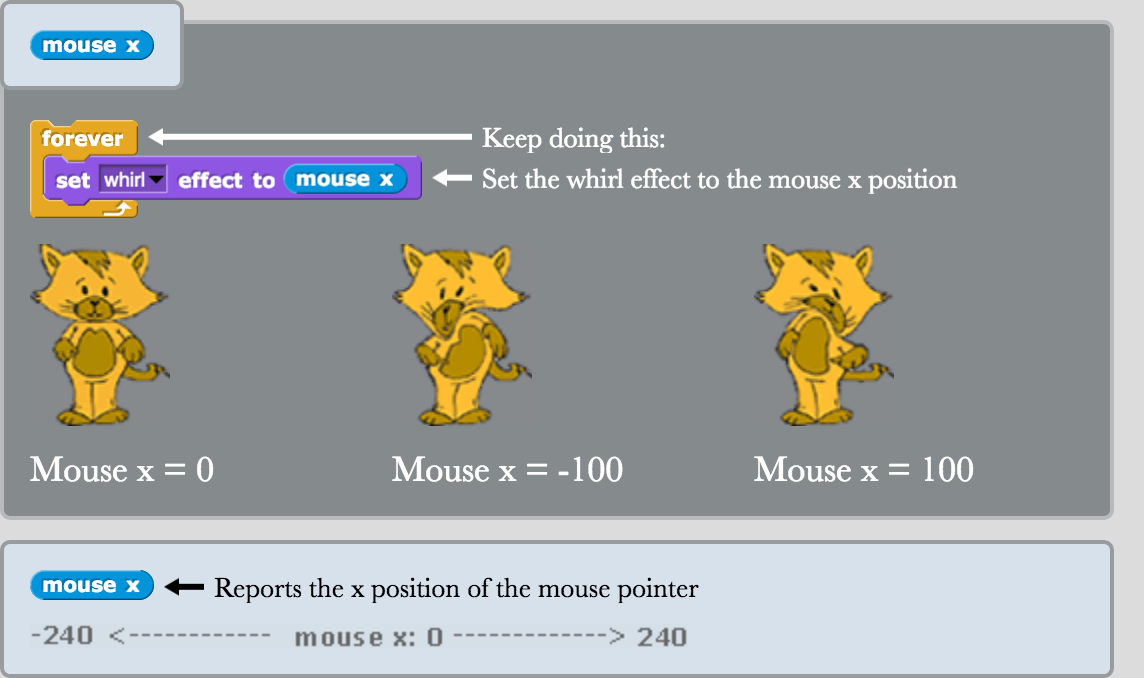 mouse x
forever
Keep doing this:
set whirl effect to mouse x
Set the whirl effect to the mouse x position
Mouse x = 0
Mouse x = -100
Mouse x = 100
mouse x
Reports the x position of the mouse pointer
-240 <------------ mouse x: 0 -------------> 240